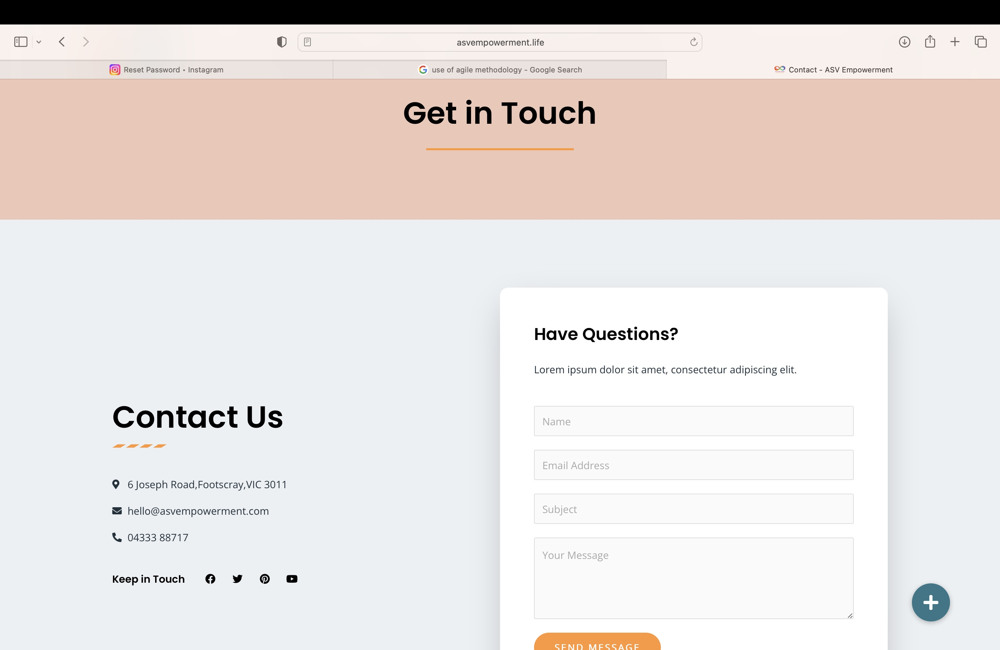 asvempowerment.life
Reset Password • Instagram
use of agile methodology - Google Search
Contact - ASV Empowerment
Get in Touch
Have Questions?
Lorem ipsum dolor sit amet, consectetur adipiscing elit.
Name
Email Address
Subject
Your Message
SEND MESSAGE
Contact Us
6 Joseph Road,Footscray,VIC 3011
hello@asvempowerment.com
04333 88717
Keep in Touch